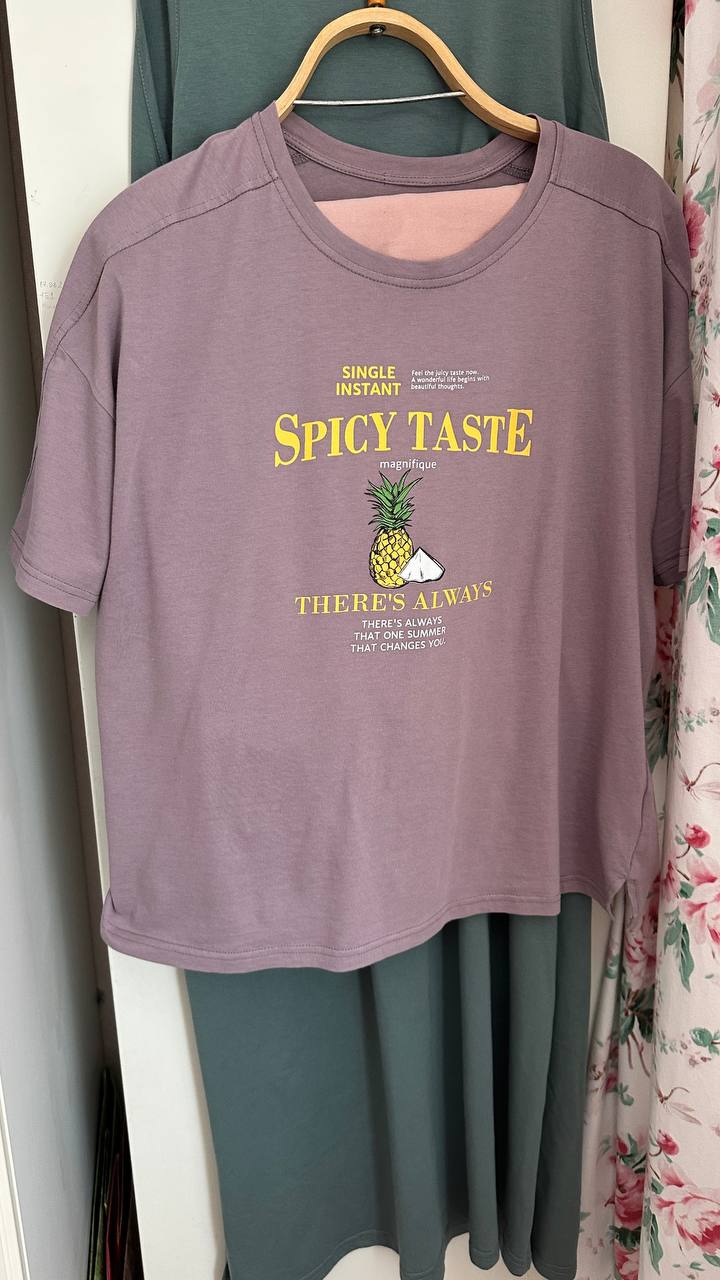 SINGLE
INSTANT
Feel the juicy taste now.
A wonderful life begins with
beautiful thoughts.
SPICY TASTE
magnifique
THERE'S ALWAYS
THERE'S ALWAYS
THAT ONE SUMMER
THAT CHANGES YOU.